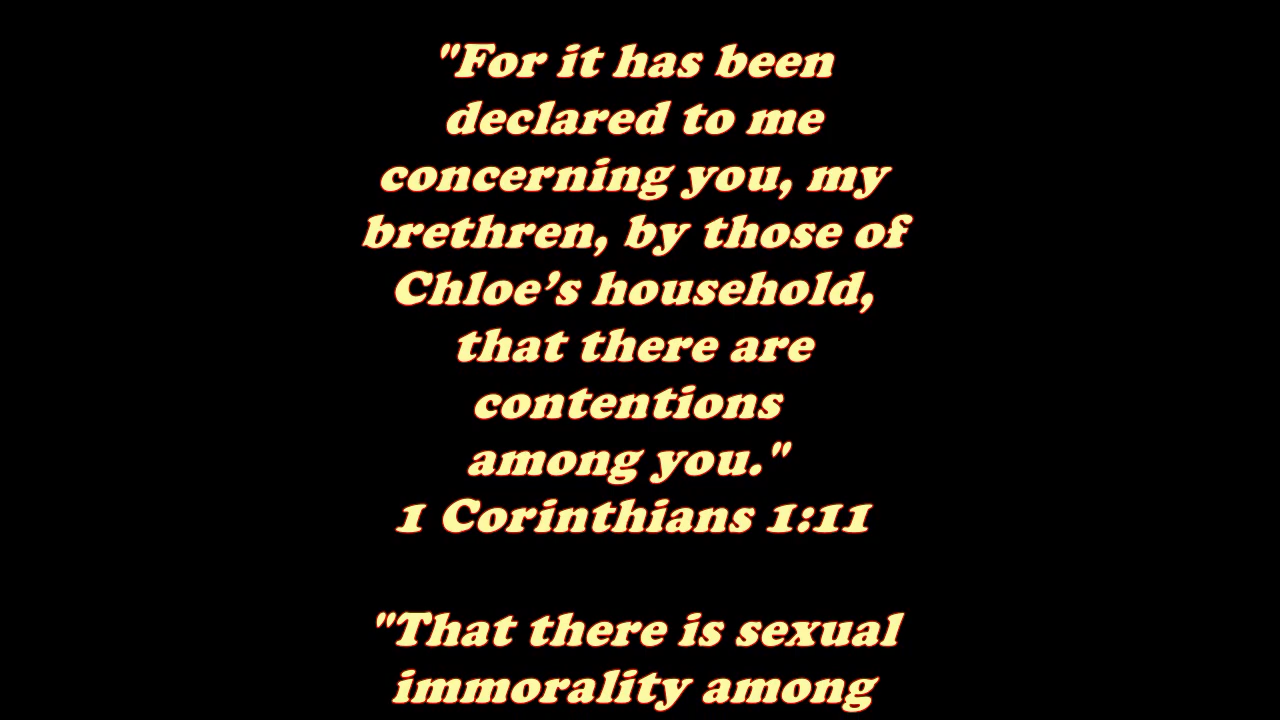 "For it has been
declared to me
concerning you, my
brethren, by those of
Chloe’s household,
that there are
contentions
among you."
1 Corinthians 1:11
"That there is sexual
immorality among